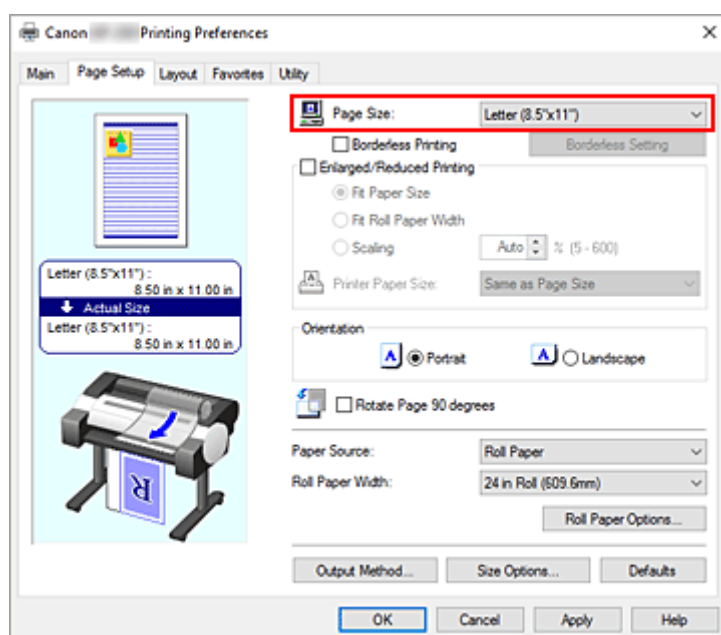 Canon Printing Preferences
Main Page Setup Layout Favorites Utility
Page Size: Letter (8.5"x11")
Borderless Printing Borderless Setting
Enlarged/Reduced Printing
Fit Paper Size
Fit Roll Paper Width
Scaling Auto % (5 - 600)
Printer Paper Size: Same as Page Size
Letter (8.5"x11") :
8.50 in x 11.00 in
Actual Size
Letter (8.5"x11") :
8.50 in x 11.00 in
Orientation
A Portrait A Landscape
Rotate Page 90 degrees
Paper Source: Roll Paper
Roll Paper Width: 24 in Roll (609.6mm)
Roll Paper Options...
R
Output Method... Size Options... Defaults
OK Cancel Apply Help